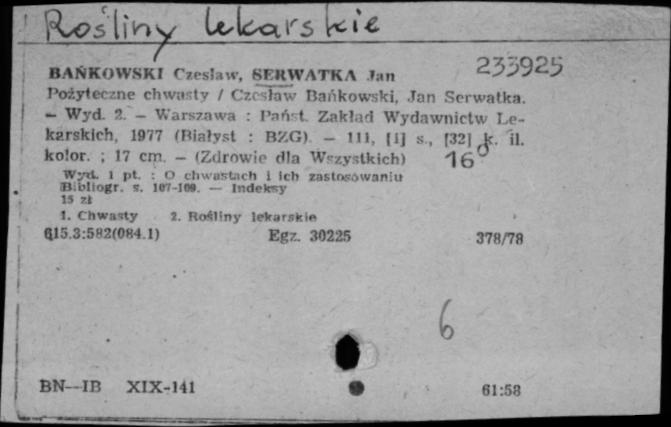 Rośliny lekarskie
BAŃKOWSKI Czesław, SERWATKA Jan
233925
Pożyteczne chwasty / Czesław Bańkowski, Jan Serwatka.
— Wyd. 2. — Warszawa : Państ. Zakład Wydawnictw Le-
karskich, 1977 (Białyst : BZG). — 111, [1] s., [32] k. il.
kolor. ; 17 cm. — (Zdrowie dla Wszystkich)
16°
Wyd. 1 pt. : O chwastach i ich zastosowaniu
Bibliogr. s. 107-109. — Indeksy
15 zł
1. Chwasty 2. Rośliny lekarskie
615.3:582(084.1) Egz. 30225 378/78
6
BN—IB XIX-141 61:58